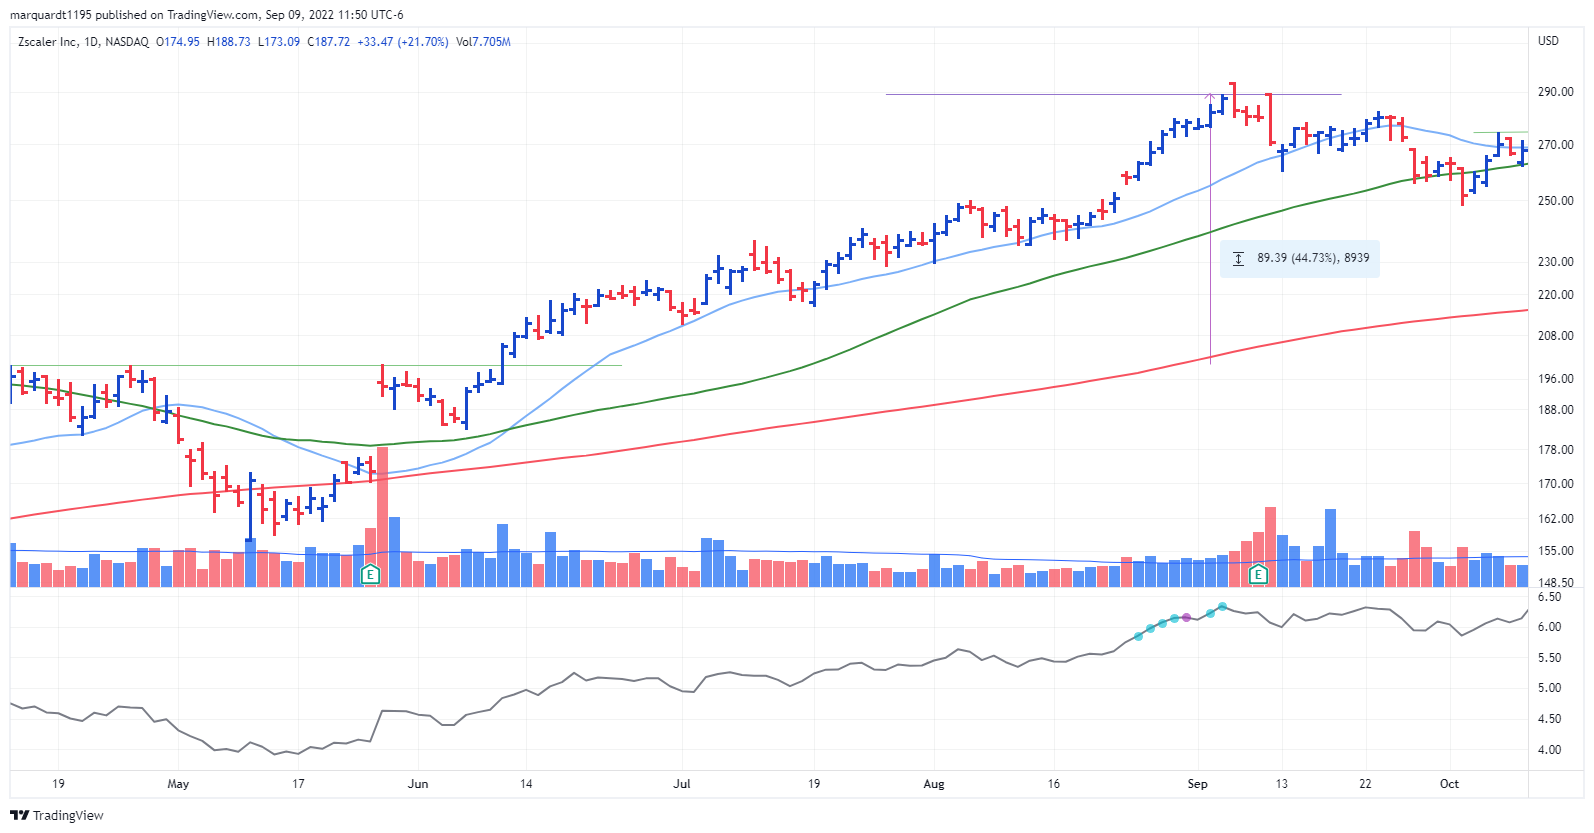 marquardt1195 published on TradingView.com, Sep 09, 2022 11:50 UTC-6
Zscaler Inc, 1D, NASDAQ O174.95 H188.73 L173.09 C187.72 +33.47 (+21.70%) Vol7.705M
USD
290.00
270.00
250.00
89.39 (44.73%), 8939
230.00
220.00
208.00
196.00
188.00
178.00
170.00
162.00
155.00
E
E
148.50
6.50
6.00
5.50
5.00
4.50
4.00
19 May 17 Jun 14 Jul 19 Aug 16 Sep 13 22 Oct
TradingView